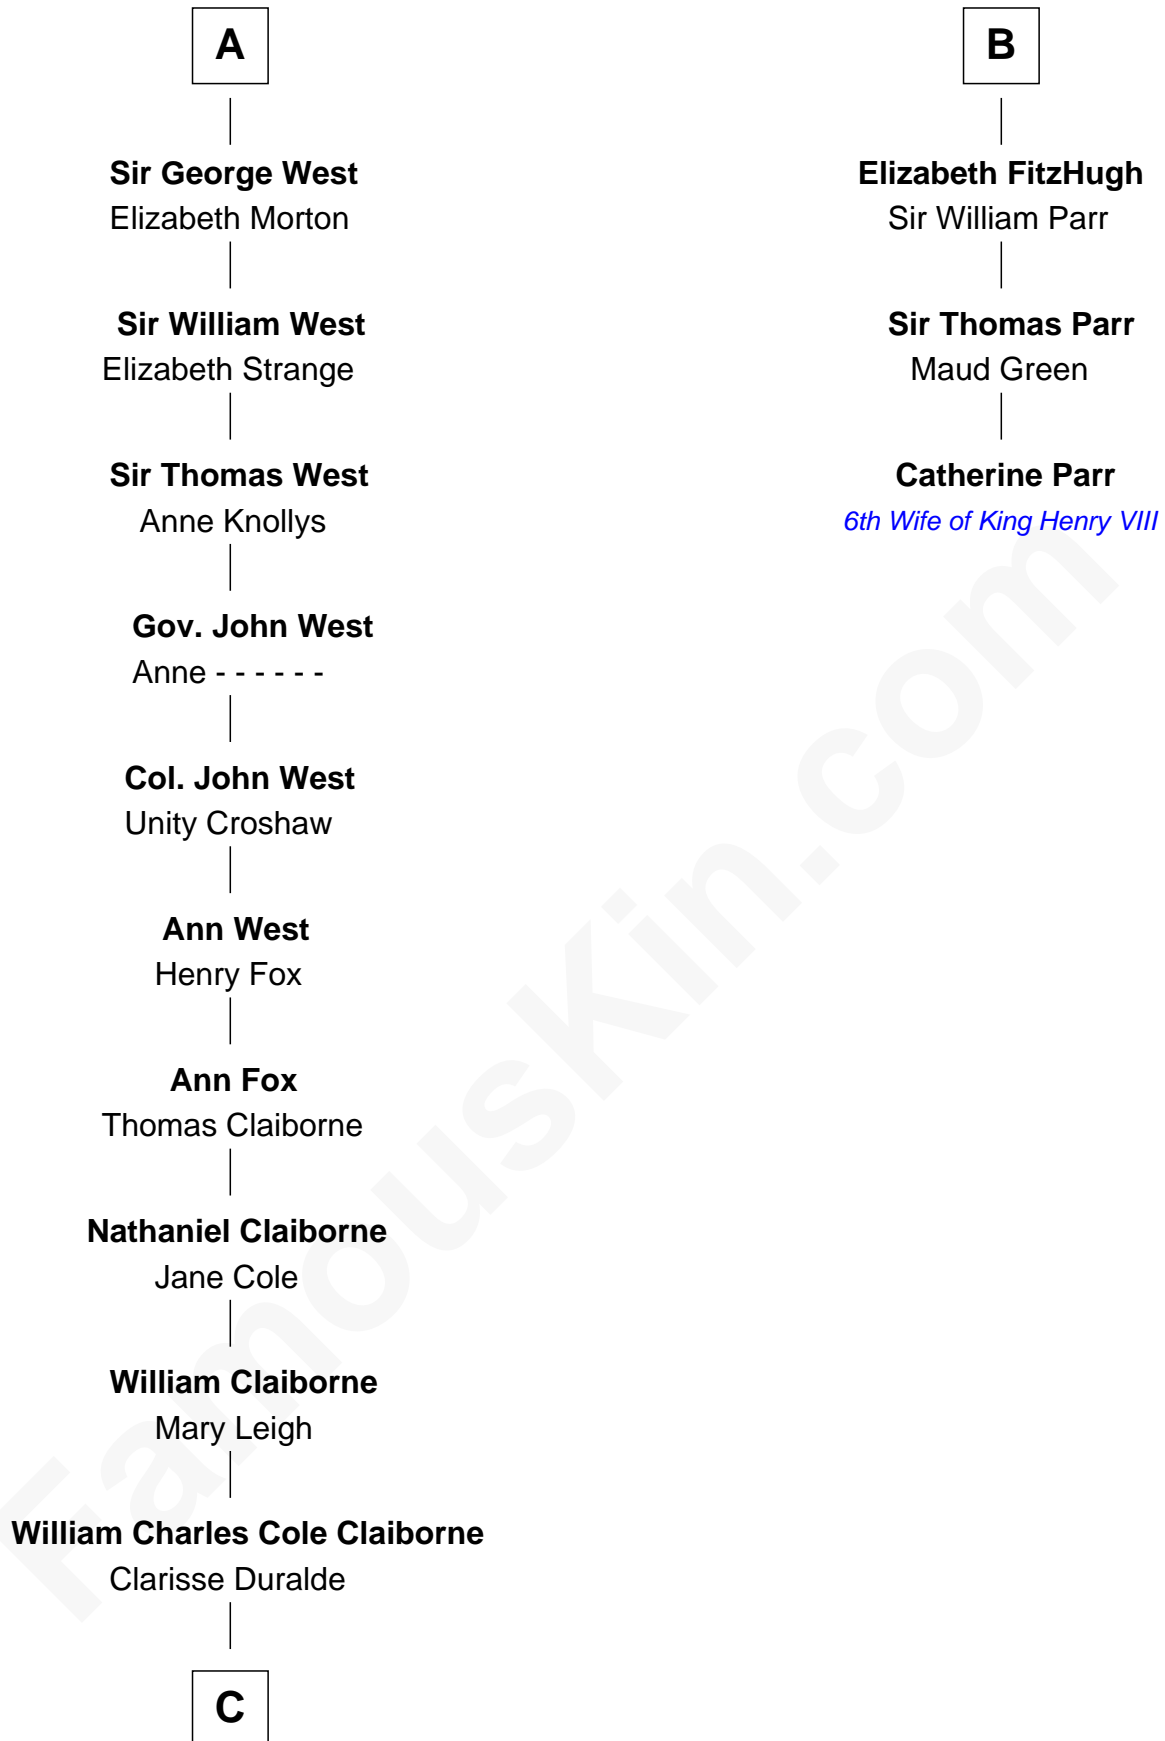 A
Sir George West
Elizabeth Morton
Sir William West
Elizabeth Strange
Sir Thomas West
Anne Knollys
Gov. John West
Anne - - - - - -
Col. John West
Unity Croshaw
Ann West
Henry Fox
Ann Fox
Thomas Claiborne
Nathaniel Claiborne
Jane Cole
William Claiborne
Mary Leigh
William Charles Cole Claiborne
Clarisse Duralde
C
B
Elizabeth FitzHugh
Sir William Parr
Sir Thomas Parr
Maud Green
Catherine Parr
6th Wife of King Henry VIII
FamousKin.com